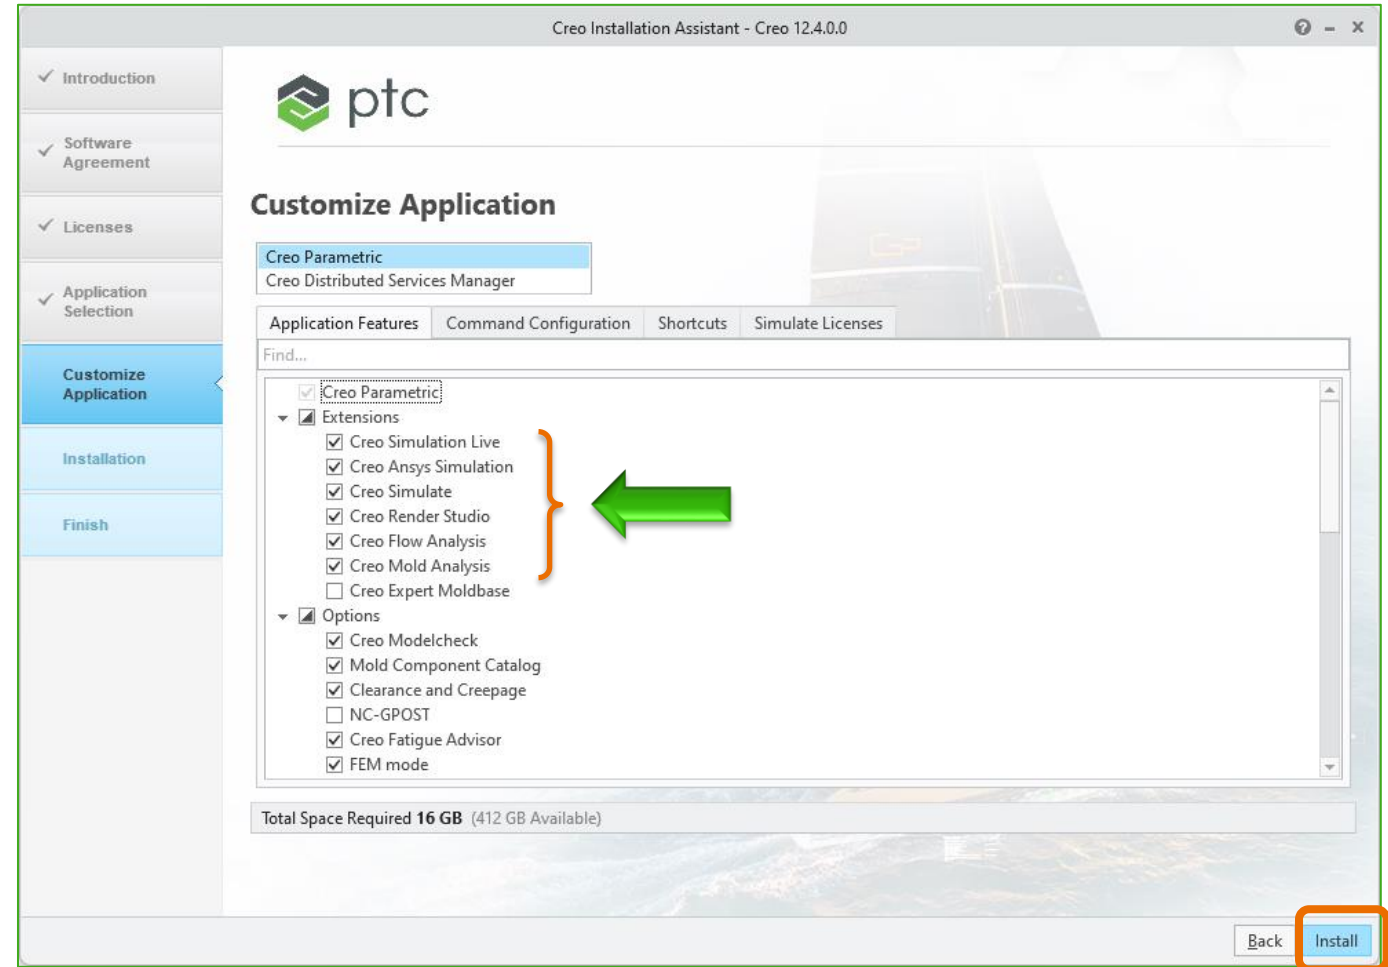 Creo Installation Assistant - Creo 12.4.0.0
Introduction
Software
Agreement
Licenses
Application
Selection
Customize
Application
Installation
Finish
ptc
Customize Application
Creo Parametric
Creo Distributed Services Manager
Application Features
Command Configuration
Shortcuts
Simulate Licenses
Find...
Creo Parametric
Extensions
Creo Simulation Live
Creo Ansys Simulation
Creo Simulate
Creo Render Studio
Creo Flow Analysis
Creo Mold Analysis
Creo Expert Moldbase
Options
Creo Modelcheck
Mold Component Catalog
Clearance and Creepage
NC-GPOST
Creo Fatigue Advisor
FEM mode
Total Space Required 16 GB (412 GB Available)
Back
Install